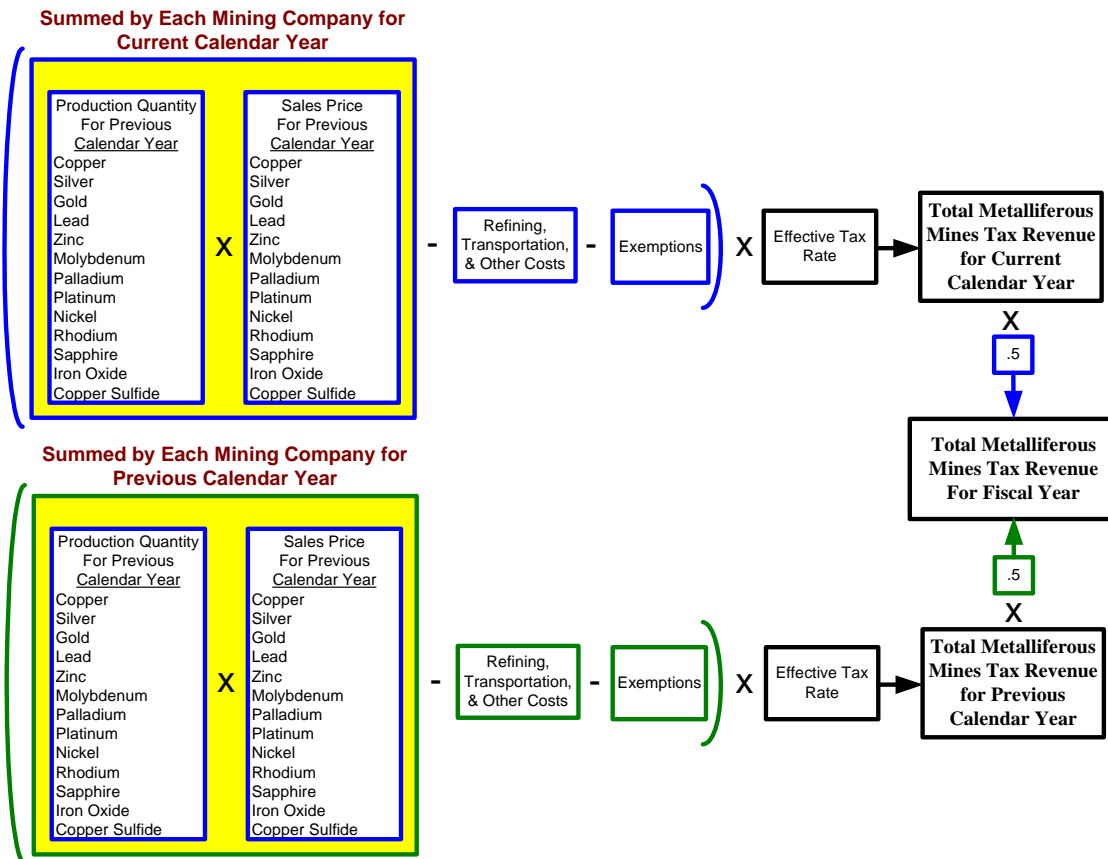 Summed by Each Mining Company for
Current Calendar Year
Production Quantity
For Previous
Calendar Year
Copper
Silver
Gold
Lead
Zinc
Molybdenum
Palladium
Platinum
Nickel
Rhodium
Sapphire
Iron Oxide
Copper Sulfide
X
Sales Price
For Previous
Calendar Year
Copper
Silver
Gold
Lead
Zinc
Molybdenum
Palladium
Platinum
Nickel
Rhodium
Sapphire
Iron Oxide
Copper Sulfide
-
Refining,
Transportation,
& Other Costs
-
Exemptions
X
Effective Tax
Rate
Total Metalliferous
Mines Tax Revenue
for Current
Calendar Year
X
.5
Total Metalliferous
Mines Tax Revenue
For Fiscal Year
Summed by Each Mining Company for
Previous Calendar Year
Production Quantity
For Previous
Calendar Year
Copper
Silver
Gold
Lead
Zinc
Molybdenum
Palladium
Platinum
Nickel
Rhodium
Sapphire
Iron Oxide
Copper Sulfide
X
Sales Price
For Previous
Calendar Year
Copper
Silver
Gold
Lead
Zinc
Molybdenum
Palladium
Platinum
Nickel
Rhodium
Sapphire
Iron Oxide
Copper Sulfide
-
Refining,
Transportation,
& Other Costs
-
Exemptions
X
Effective Tax
Rate
.5
X
Total Metalliferous
Mines Tax Revenue
for Previous
Calendar Year